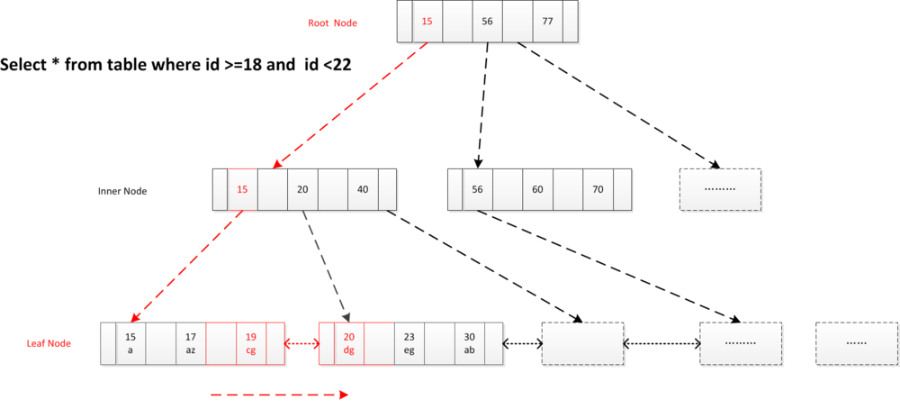 Root Node
15 56 77
Select * from table where id >=18 and id <22
Inner Node
15 20 40
56 60 70
.........
Leaf Node
15 17 19
a az cg
20 23 30
dg eg ab
.........
......